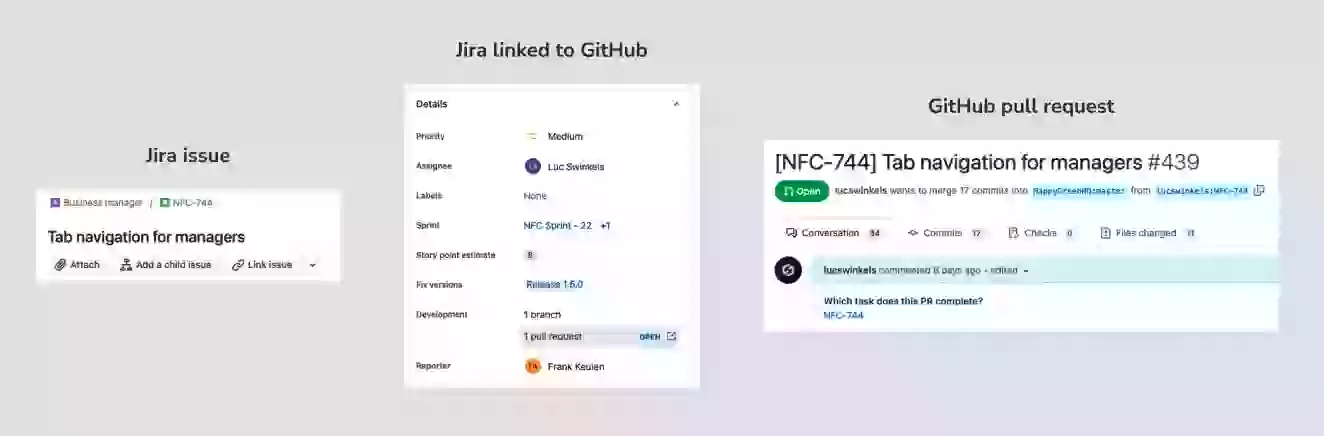 Jira issue
Business manager / NFC-744
Tab navigation for managers
Attach Add a child issue Link issue
Jira linked to GitHub
Details
Priority Medium
Assignee Luc Swinkels
Labels None
Sprint NFC Sprint - 22 +1
Story point estimate 8
Fix versions Release 1.5.0
Development 1 branch
1 pull request OPEN
Reporter Frank Keulen
GitHub pull request
[NFC-744] Tab navigation for managers #439
Open lucswinkels wants to merge 17 commits into from lucswinkels:NFC-744
Conversation 34 Commits 17 Checks 0 Files changed 11
lucswinkels commented 8 days ago • edited
Which task does this PR complete?
NFC-744